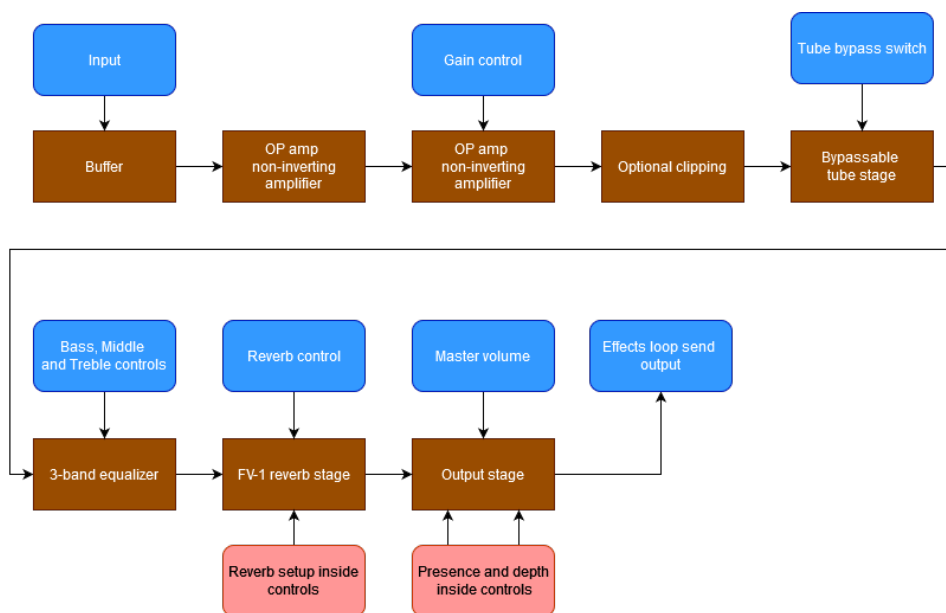 Input
Gain control
Tube bypass switch
Buffer
OP amp
non-inverting
amplifier
OP amp
non-inverting
amplifier
Optional clipping
Bypassable
tube stage
Bass, Middle
and Treble controls
Reverb control
Master volume
Effects loop send
output
3-band equalizer
FV-1 reverb stage
Output stage
Reverb setup inside
controls
Presence and depth
inside controls